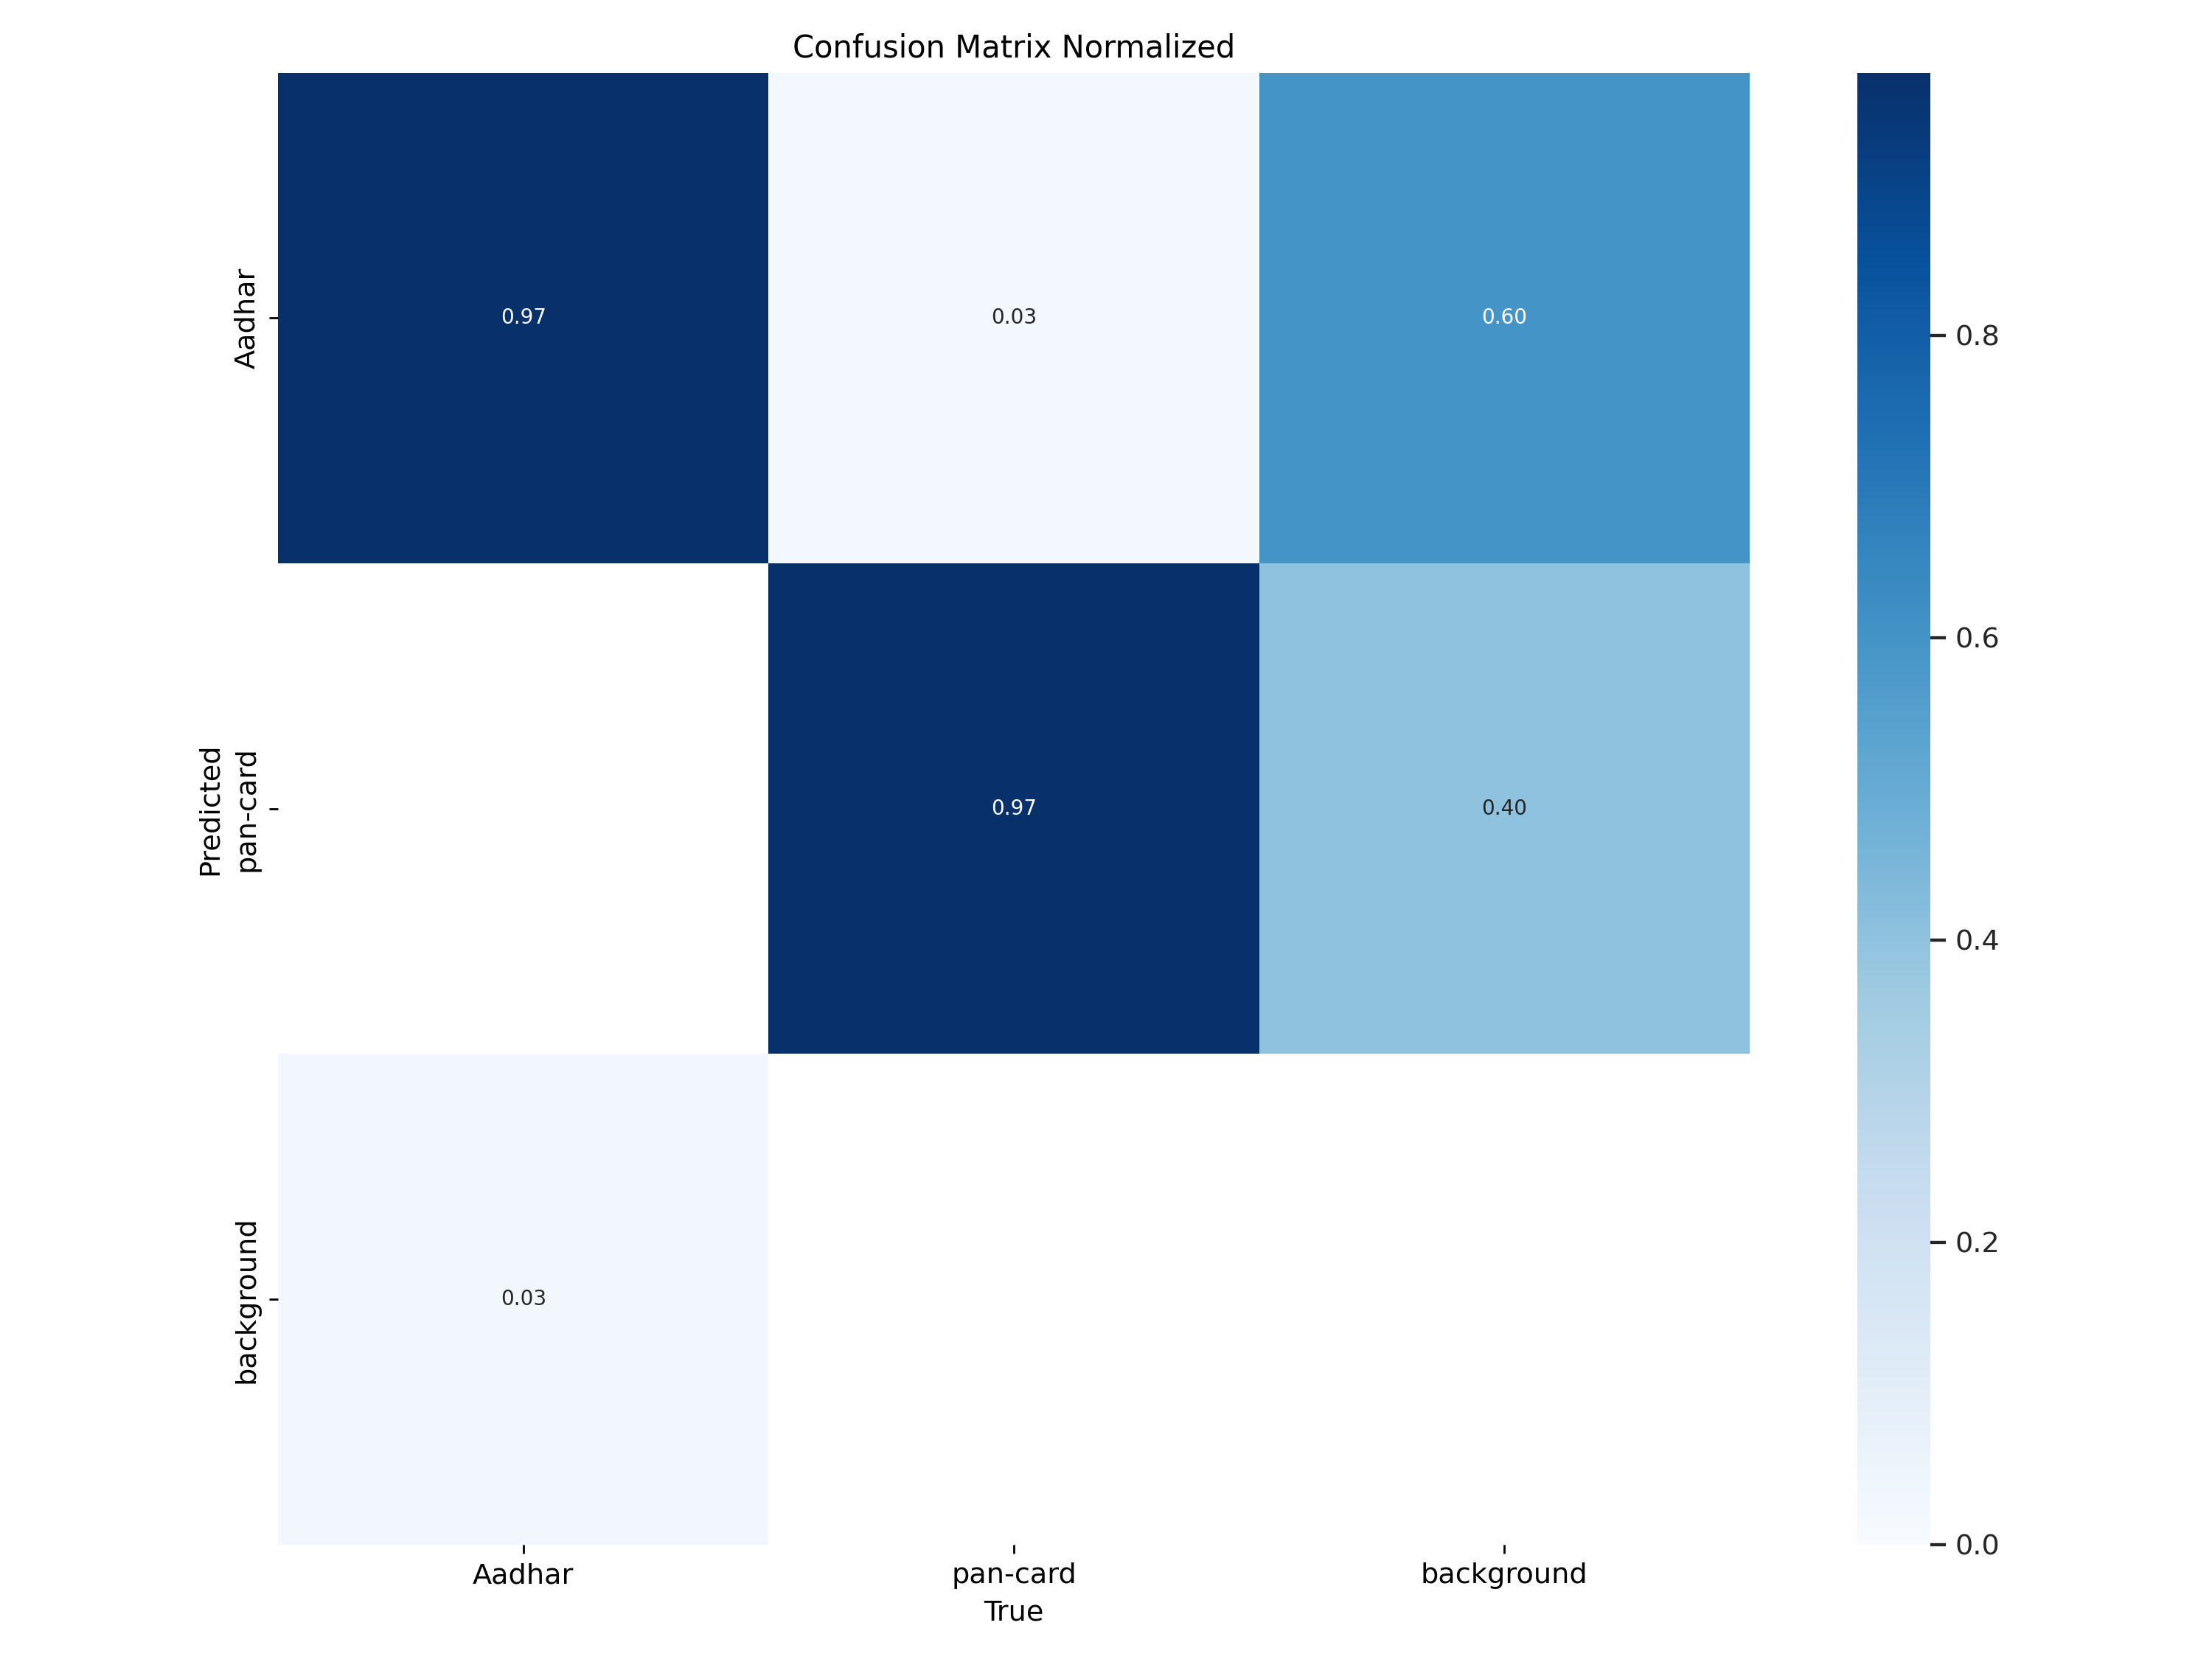 Confusion Matrix Normalized
Aadhar
0.97
0.03
0.60
0.8
0.6
Predicted
pan-card
0.97
0.40
0.4
0.2
background
0.03
0.0
Aadhar
pan-card
background
True